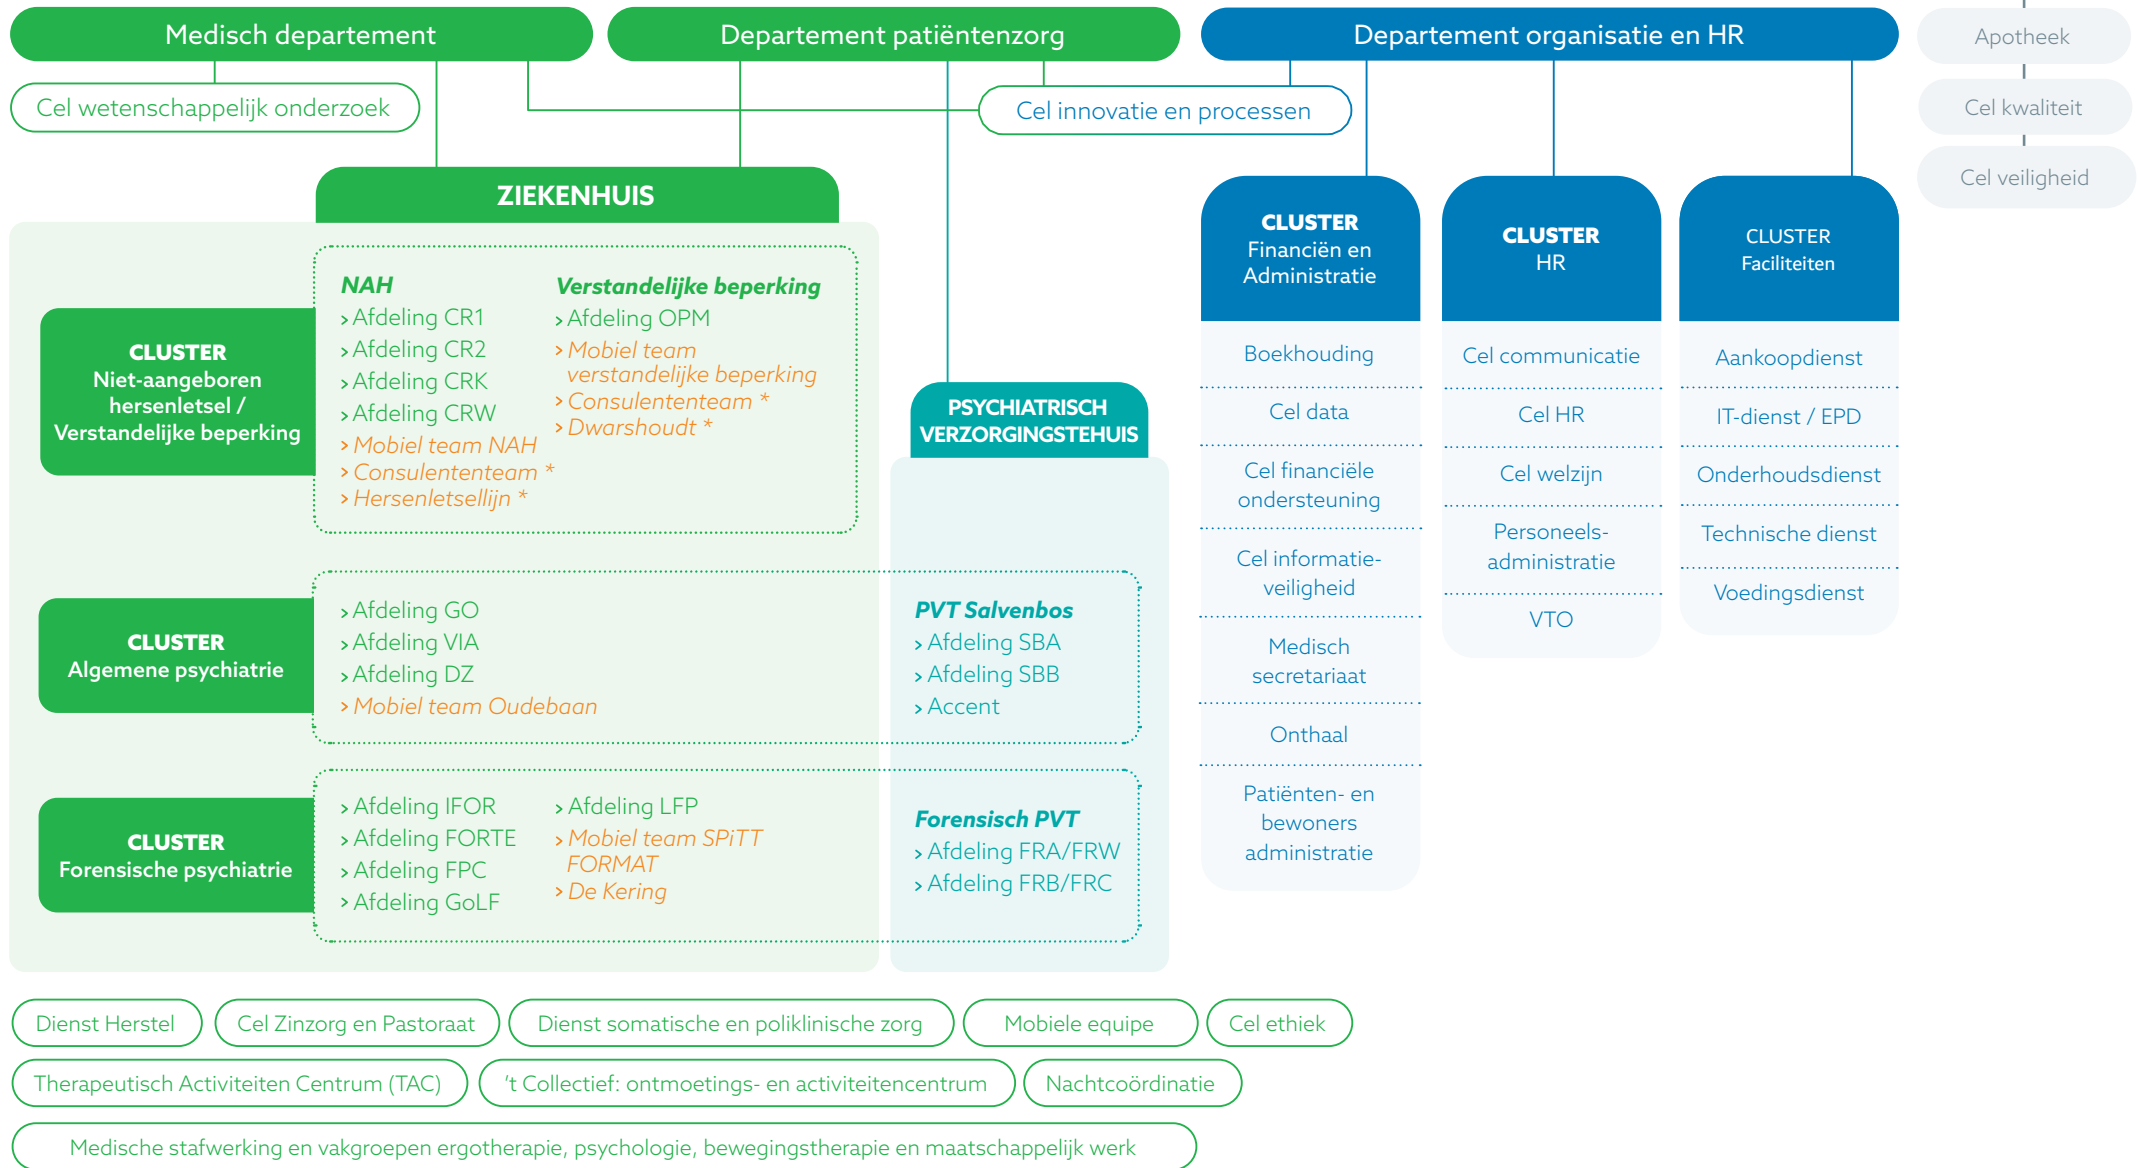 Medisch departement
Departement patiëntenzorg
Departement organisatie en HR
Apotheek
Cel wetenschappelijk onderzoek
Cel innovatie en processen
Cel kwaliteit
Cel veiligheid
ZIEKENHUIS
CLUSTER
Niet-aangeboren
hersenletsel /
Verstandelijke beperking
NAH
› Afdeling CR1
› Afdeling CR2
› Afdeling CRK
› Afdeling CRW
› Mobiel team NAH
› Consulententeam *
› Hersenletsellijn *
Verstandelijke beperking
› Afdeling OPM
› Mobiel team
verstandelijke beperking
› Consulententeam *
› Dwarshoudt *
PSYCHIATRISCH
VERZORGINGSTEHUIS
CLUSTER
Algemene psychiatrie
› Afdeling GO
› Afdeling VIA
› Afdeling DZ
› Mobiel team Oudebaan
PVT Salvenbos
› Afdeling SBA
› Afdeling SBB
› Accent
CLUSTER
Forensische psychiatrie
› Afdeling IFOR
› Afdeling FORTE
› Afdeling FPC
› Afdeling GoLF
› Afdeling LFP
› Mobiel team SPiTT
FORMAT
› De Kering
Forensisch PVT
› Afdeling FRA/FRW
› Afdeling FRB/FRC
CLUSTER
Financiën en
Administratie
Boekhouding
Cel data
Cel financiële
ondersteuning
Cel informatie-
veiligheid
Medisch
secretariaat
Onthaal
Patiënten- en
bewoners
administratie
CLUSTER
HR
Cel communicatie
Cel HR
Cel welzijn
Personeels-
administratie
VTO
CLUSTER
Faciliteiten
Aankoopdienst
IT-dienst / EPD
Onderhoudsdienst
Technische dienst
Voedingsdienst
Dienst Herstel
Cel Zinzorg en Pastoraat
Dienst somatische en poliklinische zorg
Mobiele equipe
Cel ethiek
Therapeutisch Activiteiten Centrum (TAC)
't Collectief: ontmoetings- en activiteitencentrum
Nachtcoördinatie
Medische stafwerking en vakgroepen ergotherapie, psychologie, bewegingstherapie en maatschappelijk werk